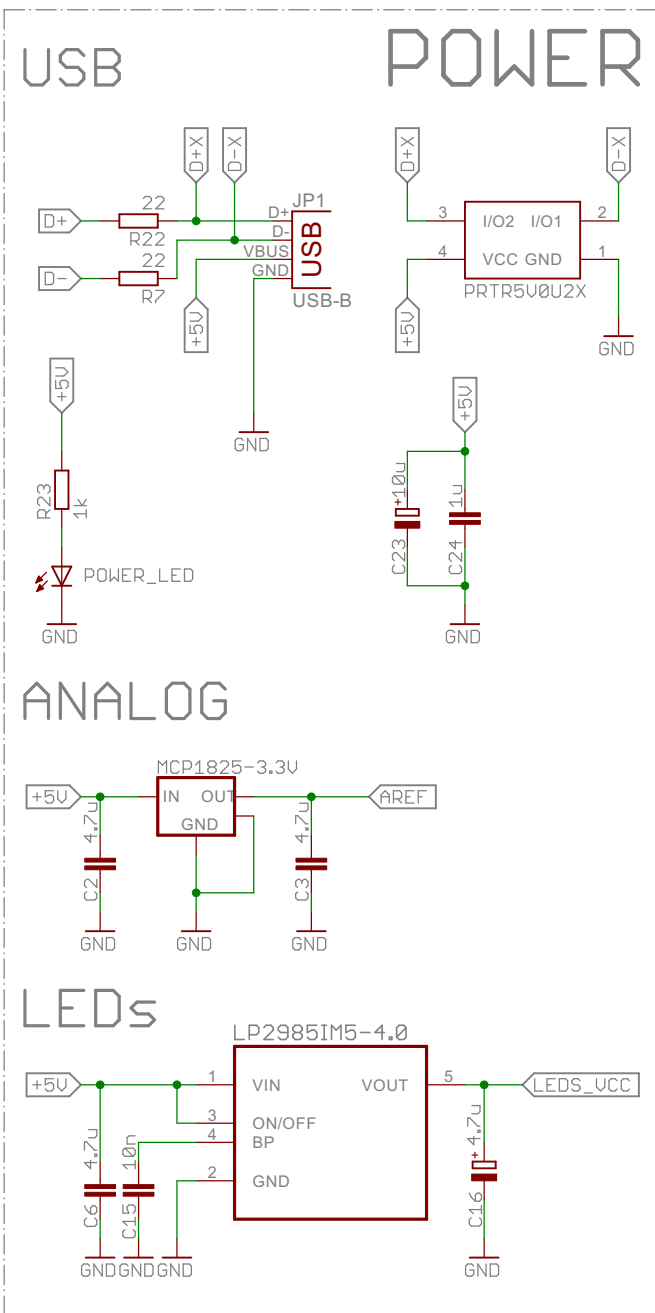 USB
POWER
D+X
D-X
D+
22
R22
D-
22
R7
JP1
D+
D-
VBUS
GND
USB
USB-B
+5V
GND
D+X
D-X
3
I/O2
I/O1
2
4
VCC
GND
1
PRTR5V0U2X
+5V
GND
+5V
R23
1k
POWER_LED
GND
+5V
+10u
C23
1u
C24
GND
ANALOG
MCP1825-3.3V
+5V
IN
OUT
GND
AREF
4.7u
C2
4.7u
C3
GND
GND
GND
LEDs
LP2985IM5-4.0
+5V
1
VIN
VOUT
5
LEDS_VCC
3
ON/OFF
4
BP
2
GND
4.7u
C6
10n
C15
+4.7u
C16
GND
GND
GND
GND